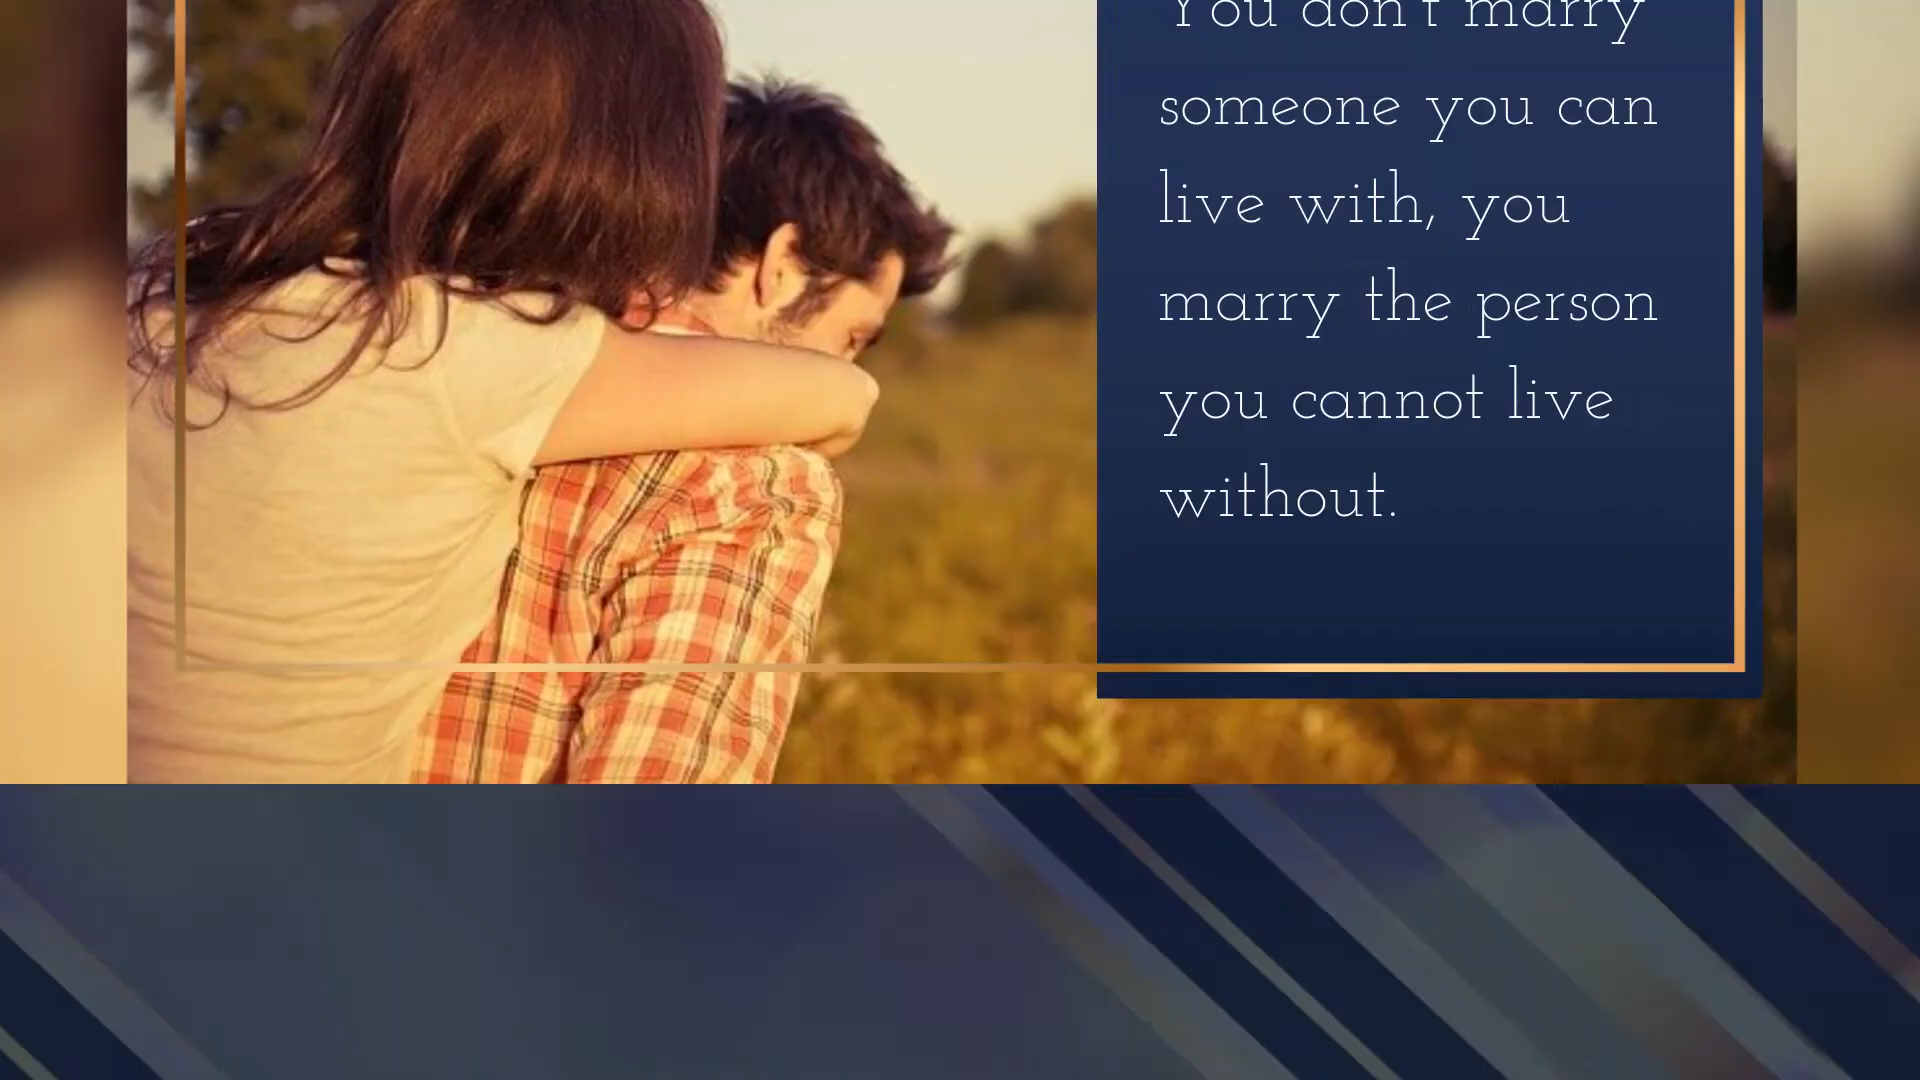 You don't marry
someone you can
live with, you
marry the person
you cannot live
without.